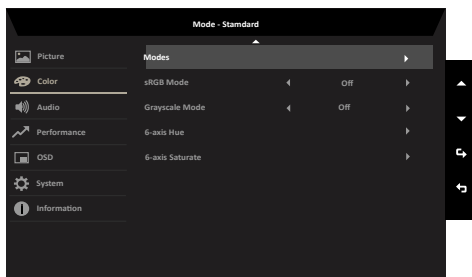 Mode - Stamdard
Picture
Color
Audio
Performance
OSD
System
Information
Modes
sRGB Mode Off
Grayscale Mode Off
6-axis Hue
6-axis Saturate